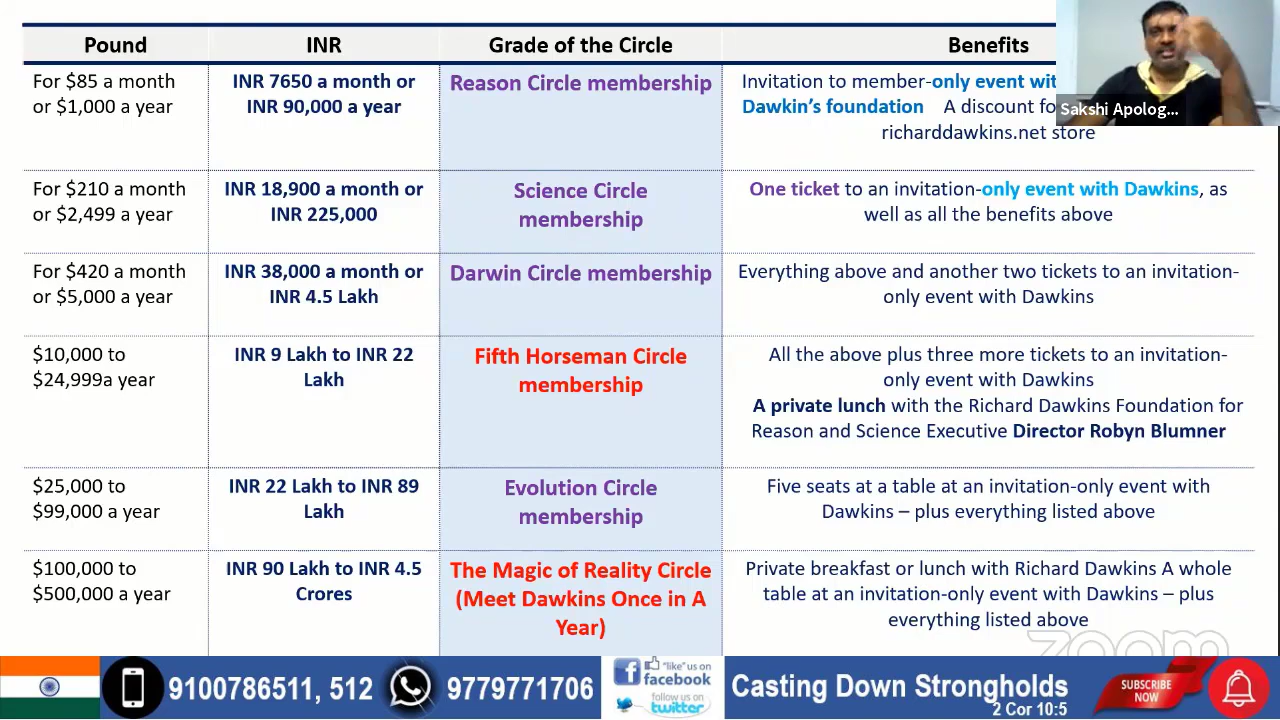 Pound INR Grade of the Circle Benefits
For $85 a month
or $1,000 a year
INR 7650 a month or
INR 90,000 a year
Reason Circle membership
Invitation to member-only event wit
Dawkin's foundation A discount fo
richarddawkins.net store
For $210 a month
or $2,499 a year
INR 18,900 a month or
INR 225,000
Science Circle
membership
One ticket to an invitation-only event with Dawkins, as
well as all the benefits above
For $420 a month
or $5,000 a year
INR 38,000 a month or
INR 4.5 Lakh
Darwin Circle membership
Everything above and another two tickets to an invitation-
only event with Dawkins
$10,000 to
$24,999a year
INR 9 Lakh to INR 22
Lakh
Fifth Horseman Circle
membership
All the above plus three more tickets to an invitation-
only event with Dawkins
A private lunch with the Richard Dawkins Foundation for
Reason and Science Executive Director Robyn Blumner
$25,000 to
$99,000 a year
INR 22 Lakh to INR 89
Lakh
Evolution Circle
membership
Five seats at a table at an invitation-only event with
Dawkins – plus everything listed above
$100,000 to
$500,000 a year
INR 90 Lakh to INR 4.5
Crores
The Magic of Reality Circle
(Meet Dawkins Once in A
Year)
Private breakfast or lunch with Richard Dawkins A whole
table at an invitation-only event with Dawkins – plus
everything listed above
Sakshi Apolog...
zoom
9100786511, 512
9779771706
"like" us on
facebook
follow us on
twitter
Casting Down Strongholds
2 Cor 10:5
SUBSCRIBE
NOW